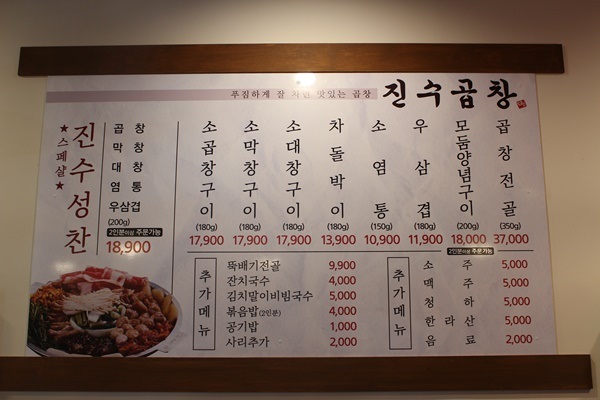 푸짐하게 잘 차린 맛있는 곱창
진수곱창
★스페샬★
진수성찬
곱창
막창
대창
염통
우삼겹
(200g)
2인분이상 주문가능
18,900
소곱창구이
(180g)
17,900
소막창구이
(180g)
17,900
소대창구이
(180g)
17,900
차돌박이
(180g)
13,900
소염통
(150g)
10,900
우삼겹
(180g)
11,900
모둠양념구이
(200g)
18,000
2인분이상 주문가능
곱창전골
(350g)
37,000
추가메뉴
뚝배기전골 9,900
잔치국수 4,000
김치말이비빔국수 5,000
볶음밥(2인분) 4,000
공기밥 1,000
사리추가 2,000
추가메뉴
소주 5,000
맥주 5,000
청하 5,000
한라산 5,000
음료 2,000